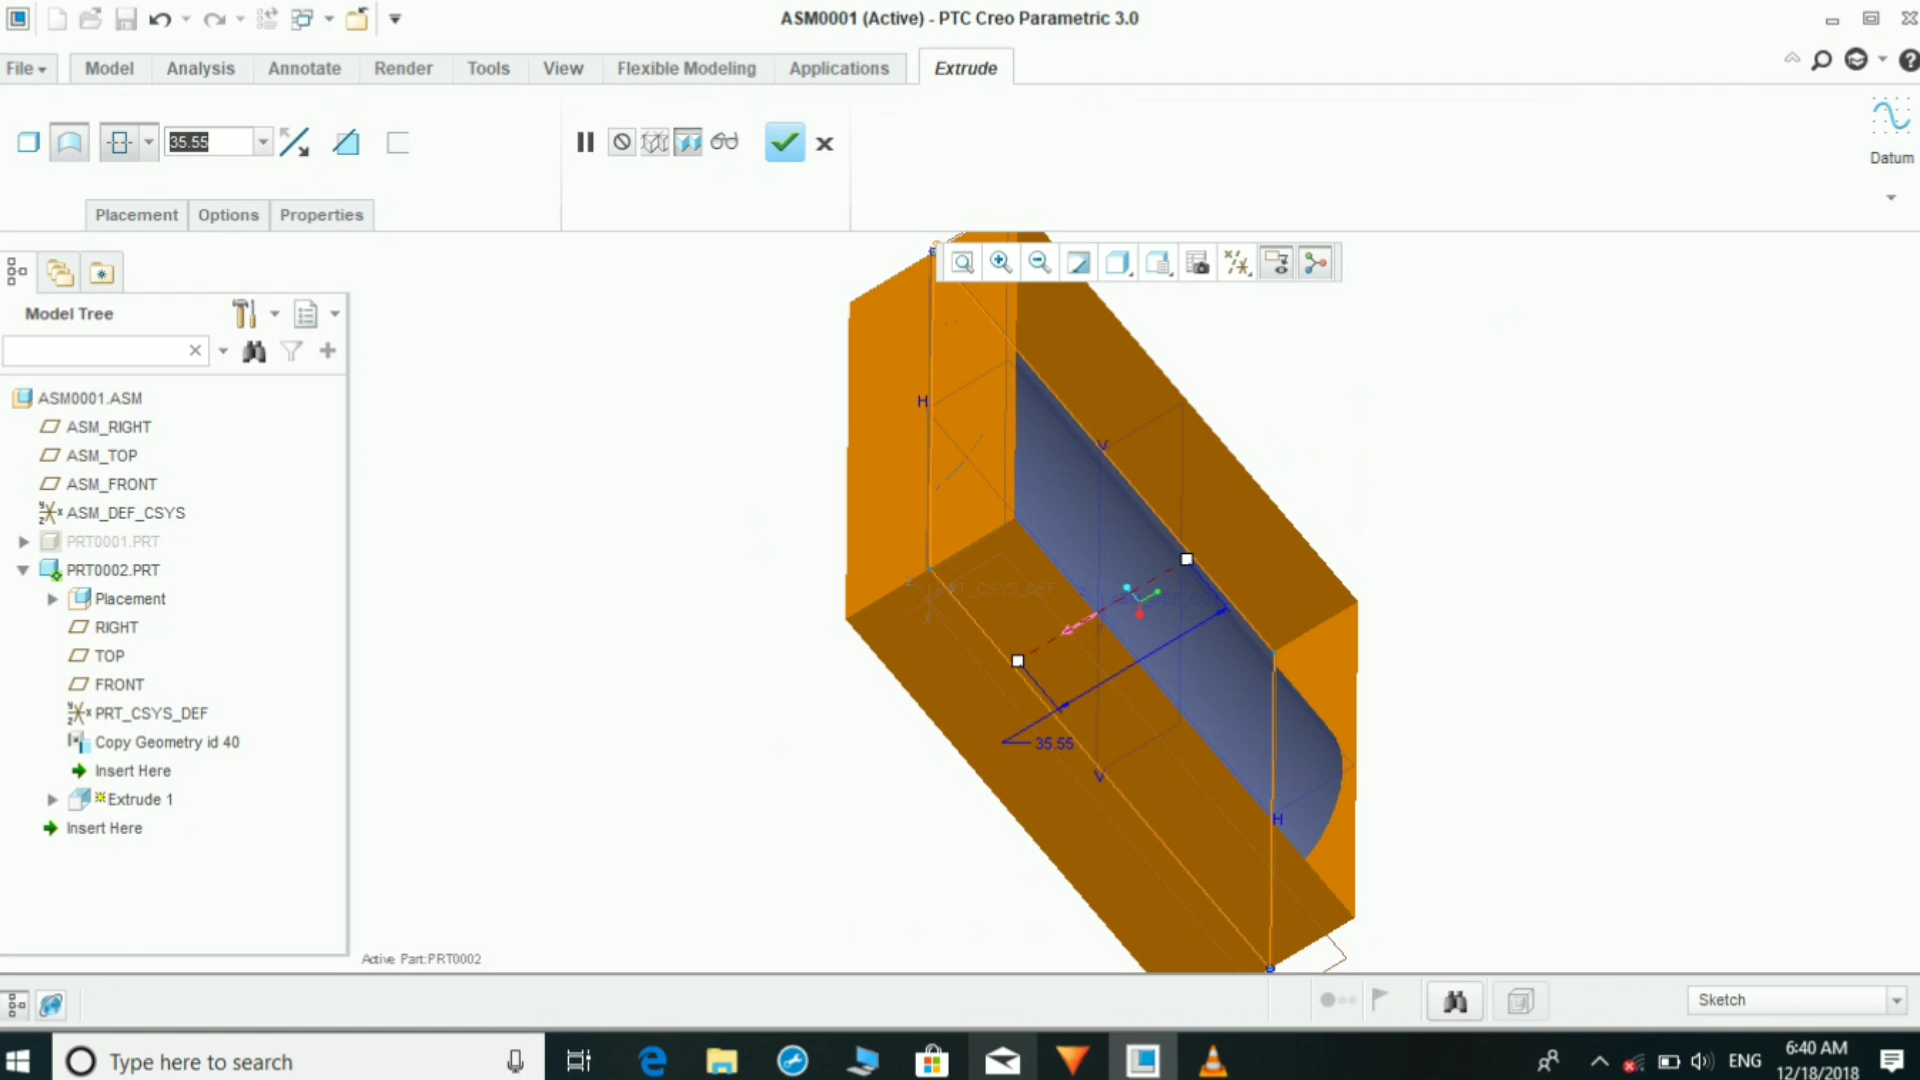 ASM0001 (Active) - PTC Creo Parametric 3.0
File Model Analysis Annotate Render Tools View Flexible Modeling Applications Extrude
35.55
Datum
Placement Options Properties
Model Tree
ASM0001.ASM
ASM_RIGHT
ASM_TOP
ASM_FRONT
ASM_DEF_CSYS
PRT0001.PRT
PRT0002.PRT
Placement
RIGHT
TOP
FRONT
PRT_CSYS_DEF
Copy Geometry id 40
Insert Here
Extrude 1
Insert Here
H
V
PRT_CSYS_DEF
35.55
V
H
Active Part:PRT0002
Sketch
Type here to search
ENG
6:40 AM
12/18/2018